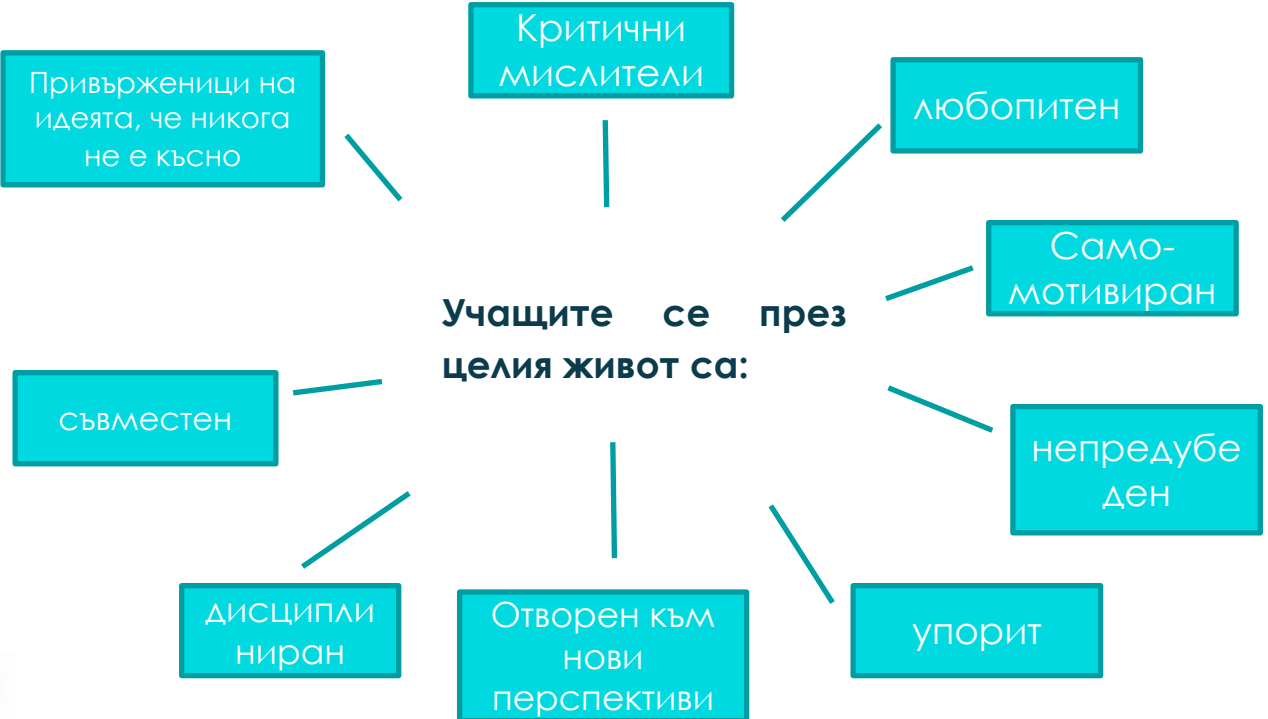 Критични
мислители
Привърженици на
идеята, че никога
не е късно
любопитен
Само-
мотивиран
Учащите се през
целия живот са:
съвместен
непредубе
ден
дисципли
ниран
Отворен към
нови
перспективи
упорит